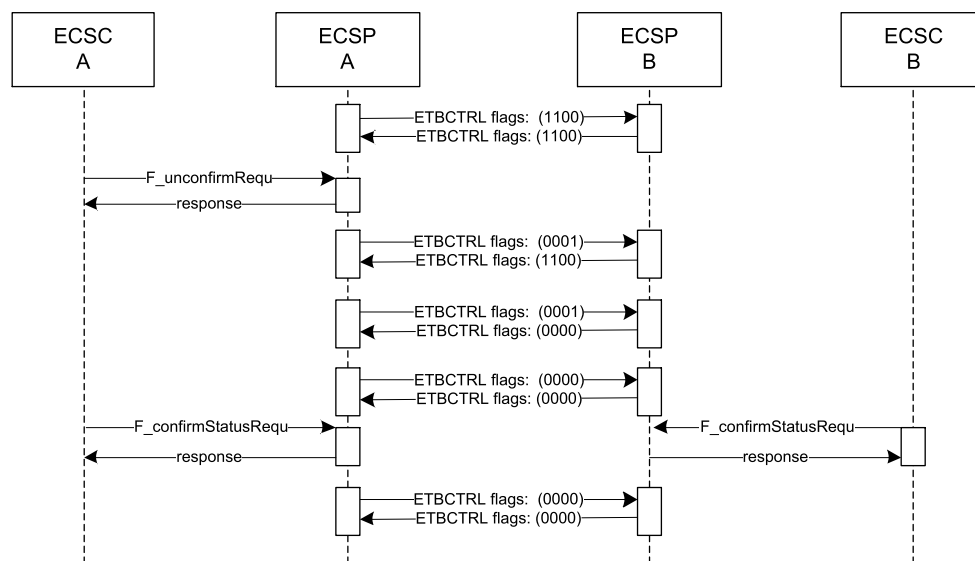 ECSC
A
ECSP
A
ECSP
B
ECSC
B
ETBCTRL flags: (1100)
ETBCTRL flags: (1100)
F_unconfirmRequ
response
ETBCTRL flags: (0001)
ETBCTRL flags: (1100)
ETBCTRL flags: (0001)
ETBCTRL flags: (0000)
ETBCTRL flags: (0000)
ETBCTRL flags: (0000)
F_confirmStatusRequ
F_confirmStatusRequ
response
response
ETBCTRL flags: (0000)
ETBCTRL flags: (0000)